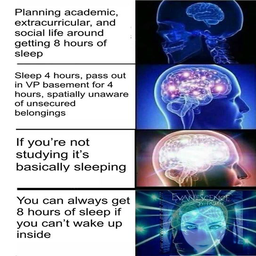 Planning academic,
extracurricular, and
social life around
getting 8 hours of
sleep
Sleep 4 hours, pass out
in VP basement for 4
hours, spatially unaware
of unsecured
belongings
If you're not
studying it's
basically sleeping
You can always get
8 hours of sleep if
you can't wake up
inside
EVANESCENCE